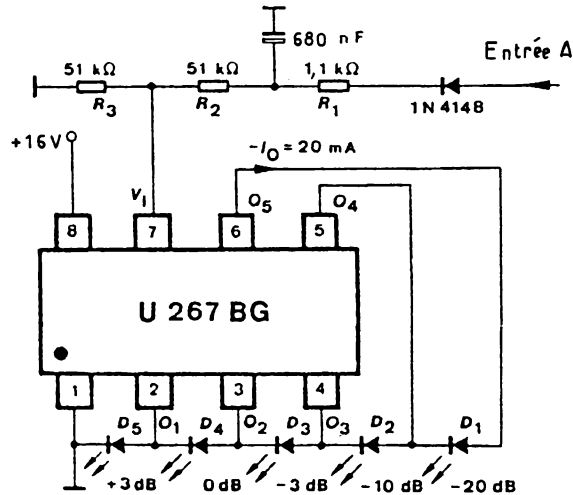 680 nF
51 kΩ 51 kΩ 1,1 kΩ Entrée A
R3 R2 R1 1N 4148
+16V -IO = 20 mA
VI O5 O4
8 7 6 5
U 267 BG
1 2 3 4
D5 O1 D4 O2 D3 O3 D2 D1
+3 dB 0 dB -3 dB -10 dB -20 dB